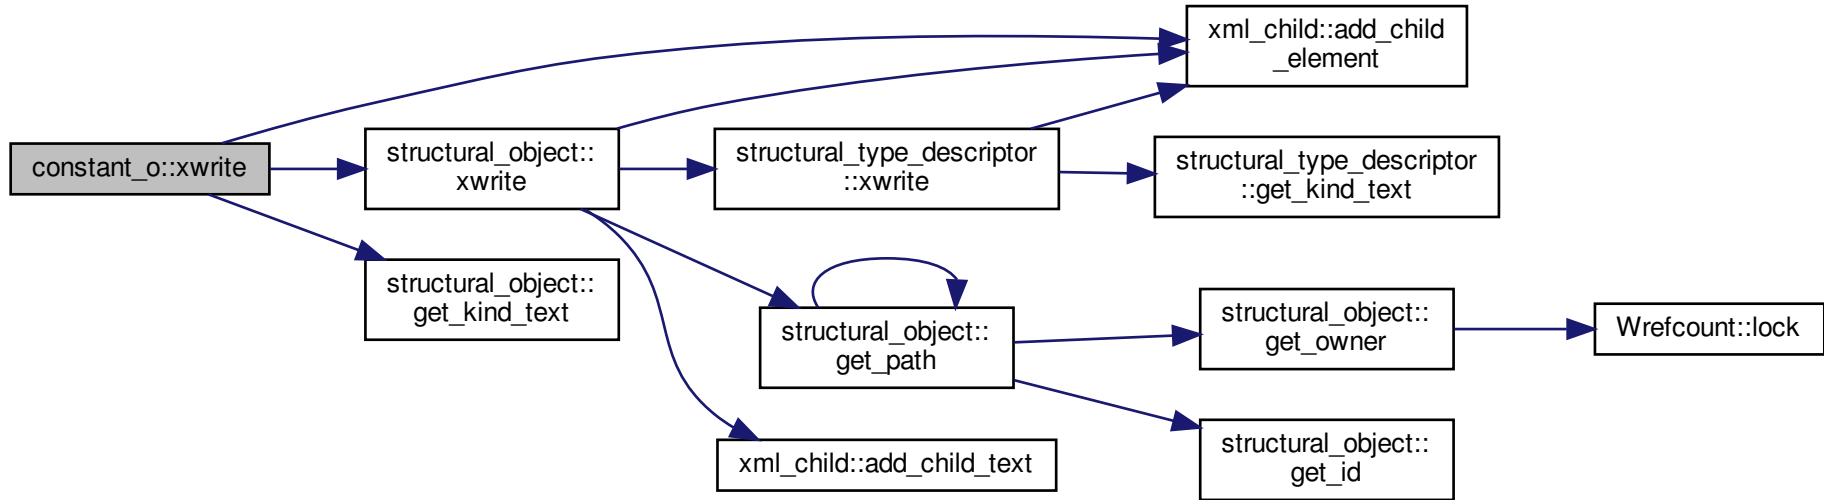 xml_child::add_child
_element
constant_o::xwrite
structural_object::
xwrite
structural_type_descriptor
::xwrite
structural_type_descriptor
::get_kind_text
structural_object::
get_kind_text
structural_object::
get_path
structural_object::
get_owner
Wrefcount::lock
xml_child::add_child_text
structural_object::
get_id